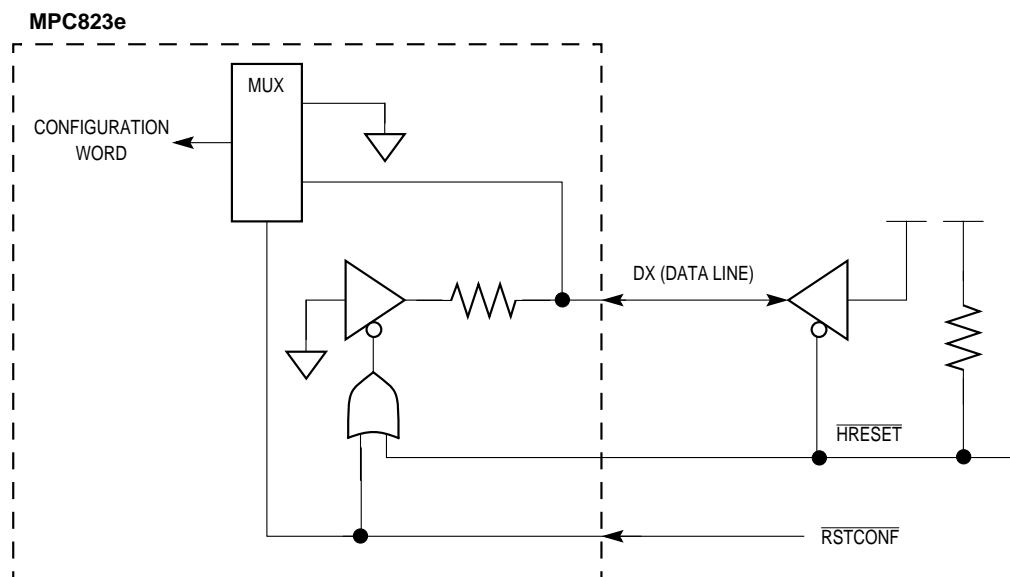 MPC823e
MUX
CONFIGURATION
WORD
DX (DATA LINE)
HRESET
RSTCONF